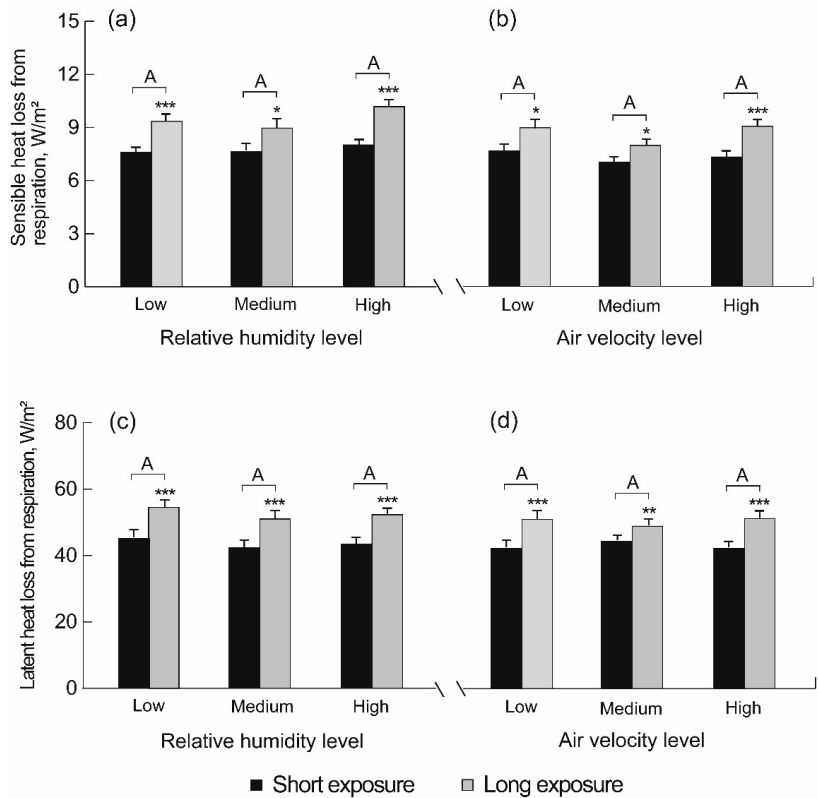 (a)
(b)
Sensible heat loss from
respiration, W/m²
15
12
9
6
3
0
A
A
A
A
A
A
***
*
***
*
*
***
Low
Medium
High
Low
Medium
High
Relative humidity level
Air velocity level
(c)
(d)
Latent heat loss from respiration, W/m²
80
60
40
20
0
A
A
A
A
A
A
***
***
***
***
**
***
Low
Medium
High
Low
Medium
High
Relative humidity level
Air velocity level
Short exposure
Long exposure